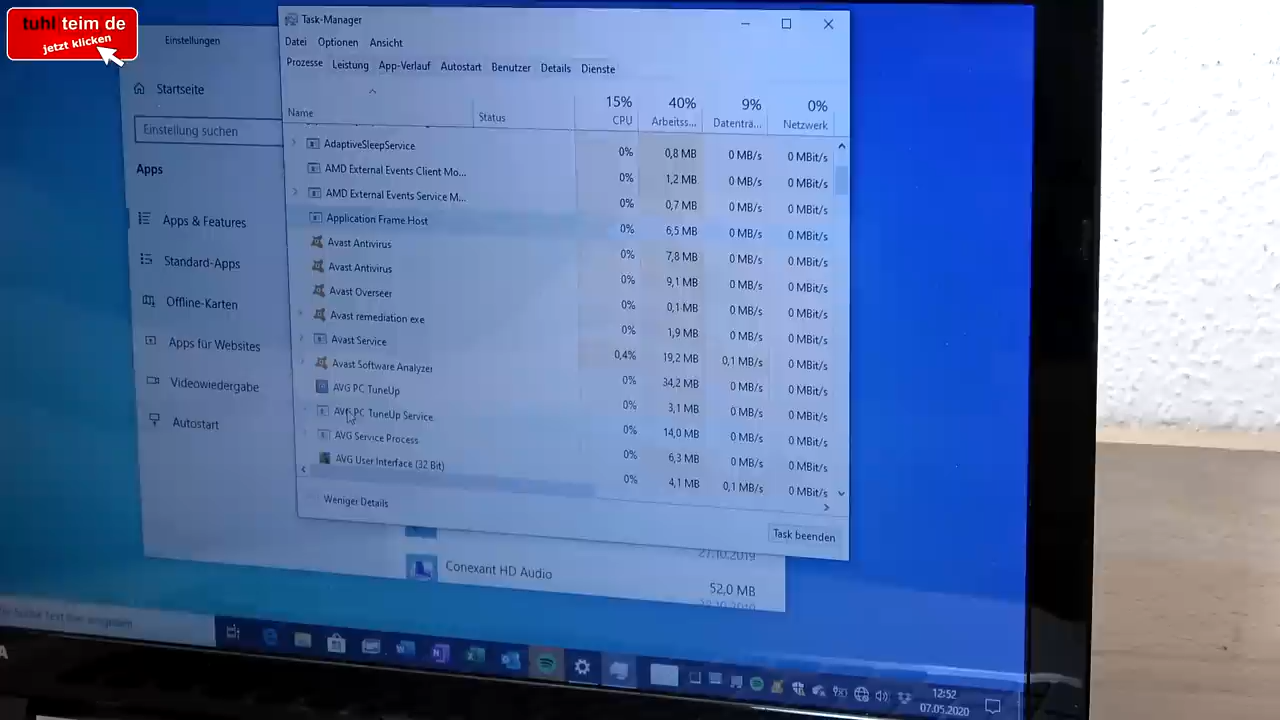 tuhl teim de
jetzt klicken
Einstellungen
Startseite
Einstellung suchen
Apps
Apps & Features
Standard-Apps
Offline-Karten
Apps für Websites
Videowiedergabe
Autostart
Task-Manager
Datei Optionen Ansicht
Prozesse Leistung App-Verlauf Autostart Benutzer Details Dienste
15% 40% 9% 0%
Name Status CPU Arbeitss... Datenträ... Netzwerk
AdaptiveSleepService 0% 0,8 MB 0 MB/s 0 MBit/s
AMD External Events Client Mo... 0% 1,2 MB 0 MB/s 0 MBit/s
AMD External Events Service M... 0% 0,7 MB 0 MB/s 0 MBit/s
Application Frame Host 0% 6,5 MB 0 MB/s 0 MBit/s
Avast Antivirus 0% 7,8 MB 0 MB/s 0 MBit/s
Avast Antivirus 0% 9,1 MB 0 MB/s 0 MBit/s
Avast Overseer 0% 0,1 MB 0 MB/s 0 MBit/s
Avast remediation exe 0% 1,9 MB 0 MB/s 0 MBit/s
Avast Service 0,4% 19,2 MB 0,1 MB/s 0 MBit/s
Avast Software Analyzer 0% 34,2 MB 0 MB/s 0 MBit/s
AVG PC TuneUp 0% 3,1 MB 0 MB/s 0 MBit/s
AVG PC TuneUp Service 0% 14,0 MB 0 MB/s 0 MBit/s
AVG Service Process 0% 6,3 MB 0 MB/s 0 MBit/s
AVG User Interface (32 Bit) 0% 4,1 MB 0,1 MB/s 0 MBit/s
Weniger Details
Task beenden
27.10.2019
Conexant HD Audio 52,0 MB
12:52
07.05.2020